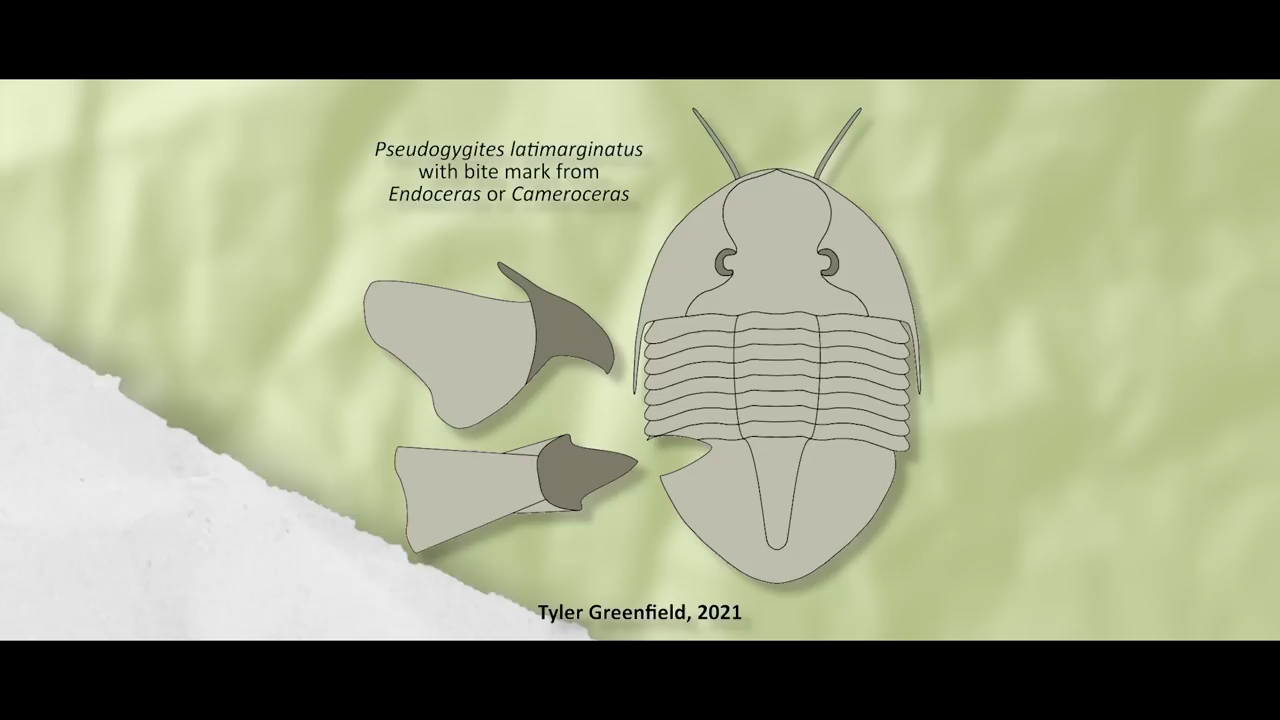 Pseudogygites latimarginatus
with bite mark from
Endoceras or Cameroceras
Tyler Greenfield, 2021